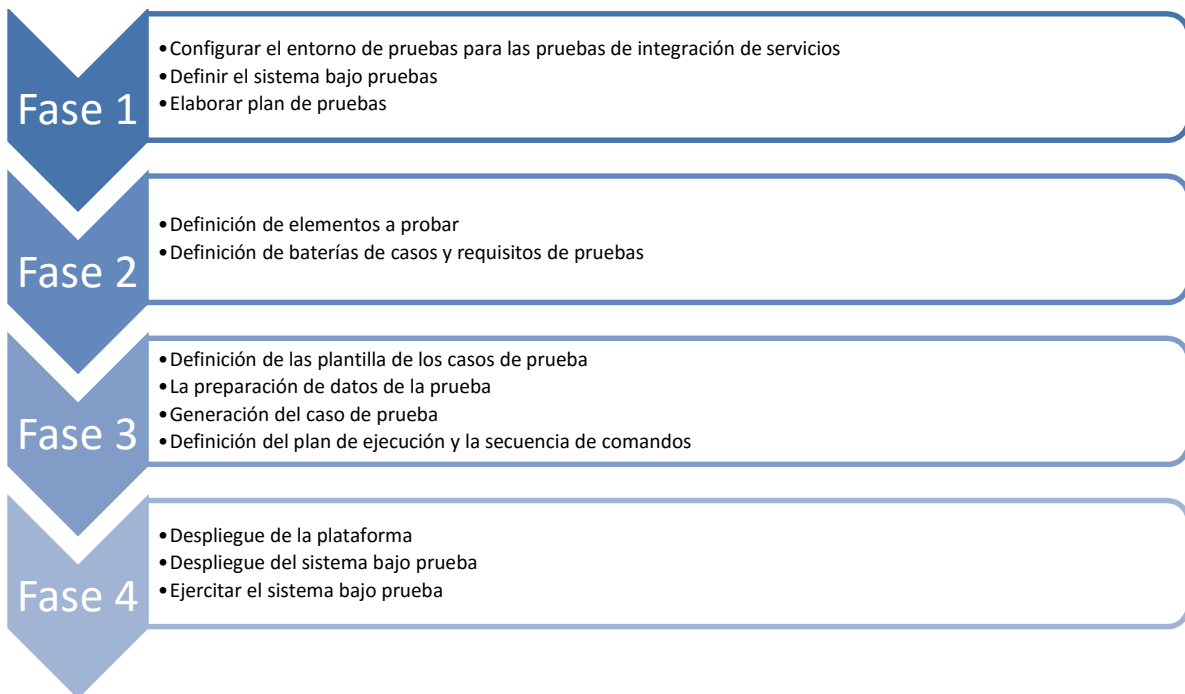 Fase 1
•Configurar el entorno de pruebas para las pruebas de integración de servicios
•Definir el sistema bajo pruebas
•Elaborar plan de pruebas
Fase 2
•Definición de elementos a probar
•Definición de baterías de casos y requisitos de pruebas
Fase 3
•Definición de las plantilla de los casos de prueba
•La preparación de datos de la prueba
•Generación del caso de prueba
•Definición del plan de ejecución y la secuencia de comandos
Fase 4
•Despliegue de la plataforma
•Despliegue del sistema bajo prueba
•Ejercitar el sistema bajo prueba